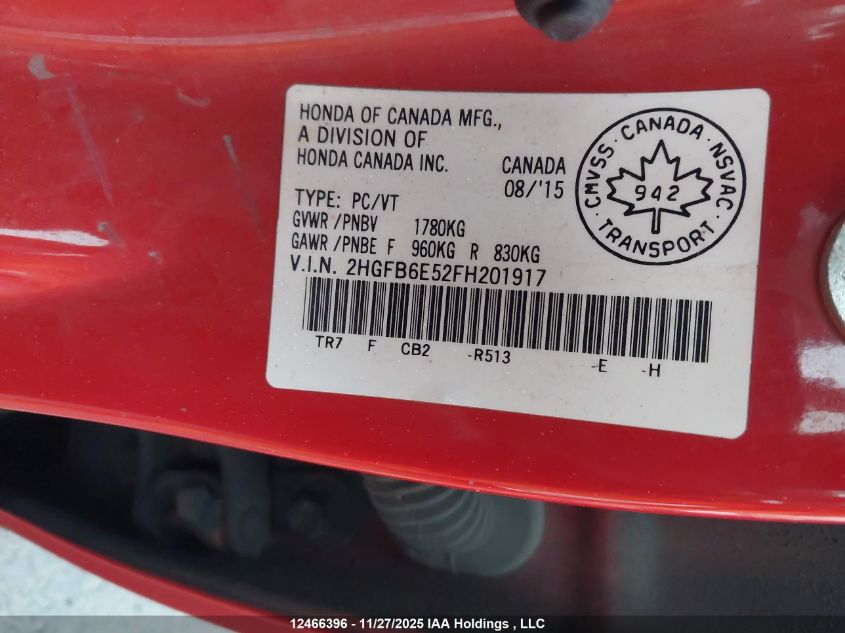 HONDA OF CANADA MFG.,
A DIVISION OF
HONDA CANADA INC. CANADA
08/'15
TYPE: PC/VT
GVWR /PNBV 1780KG
GAWR /PNBE F 960KG R 830KG
V.I.N. 2HGFB6E52FH201917
TR7 F CB2 -R513 -E -H
CMVSS · CANADA · NSVAC
942
· TRANSPORT ·
12466396 - 11/27/2025 IAA Holdings , LLC